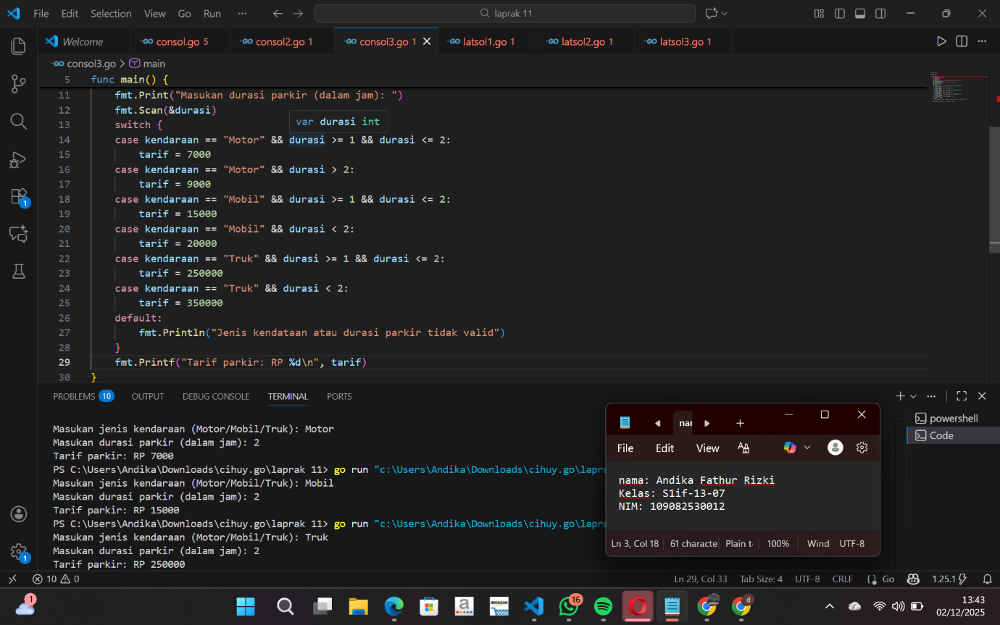 File Edit Selection View Go Run ··· laprak 11
Welcome consol.go 5 consol2.go 1 consol3.go 1 latsol1.go 1 latsol2.go 1 latsol3.go 1
consol3.go > main
5 func main() {
11 fmt.Print("Masukan durasi parkir (dalam jam): ")
12 fmt.Scan(&durasi)
13 switch {
var durasi int
14 case kendaraan == "Motor" && durasi >= 1 && durasi <= 2:
15 tarif = 7000
16 case kendaraan == "Motor" && durasi > 2:
17 tarif = 9000
18 case kendaraan == "Mobil" && durasi >= 1 && durasi <= 2:
19 tarif = 15000
20 case kendaraan == "Mobil" && durasi < 2:
21 tarif = 20000
22 case kendaraan == "Truk" && durasi >= 1 && durasi <= 2:
23 tarif = 250000
24 case kendaraan == "Truk" && durasi < 2:
25 tarif = 350000
26 default:
27 fmt.Println("Jenis kendataan atau durasi parkir tidak valid")
28 }
29 fmt.Printf("Tarif parkir: RP %d\n", tarif)
30 }
PROBLEMS 10 OUTPUT DEBUG CONSOLE TERMINAL PORTS
powershell
Code
Masukan jenis kendaraan (Motor/Mobil/Truk): Motor
Masukan durasi parkir (dalam jam): 2
Tarif parkir: RP 7000
PS C:\Users\Andika\Downloads\cihuy.go\laprak 11> go run "c:\Users\Andika\Downloads\cihuy.go\lapra
Masukan jenis kendaraan (Motor/Mobil/Truk): Mobil
Masukan durasi parkir (dalam jam): 2
Tarif parkir: RP 15000
PS C:\Users\Andika\Downloads\cihuy.go\laprak 11> go run "c:\Users\Andika\Downloads\cihuy.go\lapra
Masukan jenis kendaraan (Motor/Mobil/Truk): Truk
Masukan durasi parkir (dalam jam): 2
Tarif parkir: RP 250000
nar
File Edit View
nama: Andika Fathur Rizki
Kelas: S1if-13-07
NIM: 109082530012
Ln 3, Col 18 61 characte Plain t 100% Wind UTF-8
10 0 Ln 29, Col 33 Tab Size: 4 UTF-8 CRLF {} Go 1.25.1
1 a amazon 16 d 13:43
02/12/2025